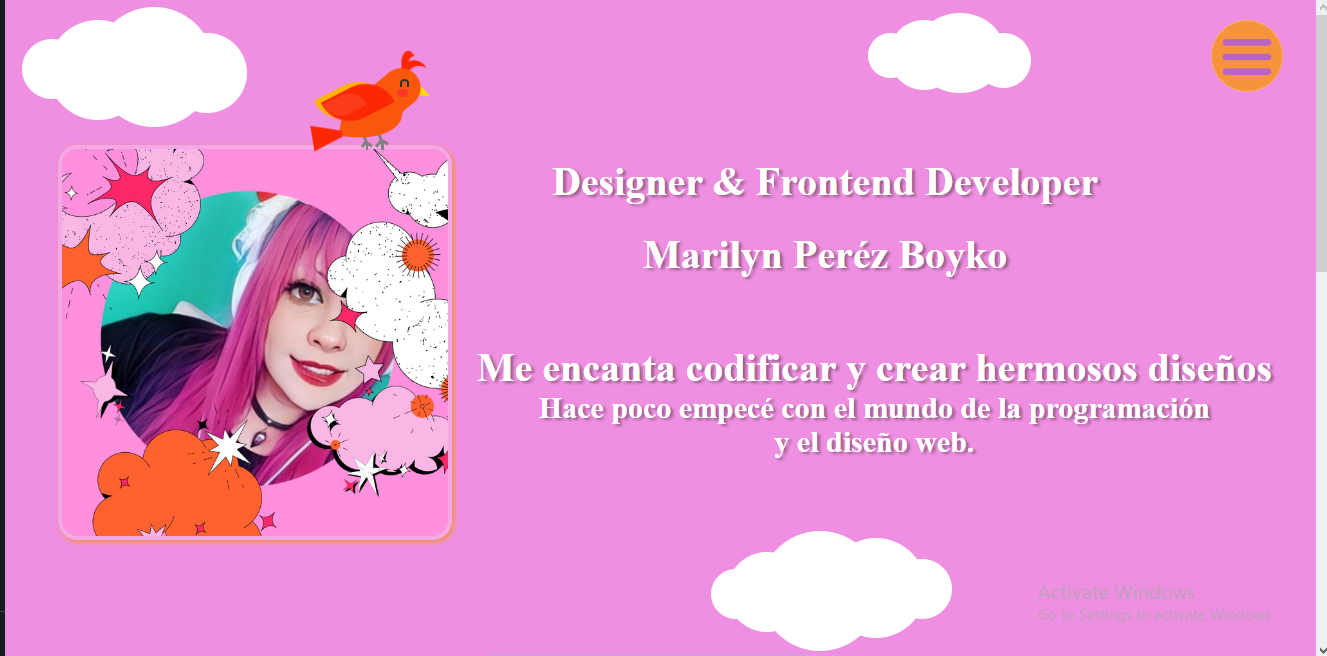 Designer & Frontend Developer
Marilyn Peréz Boyko
Me encanta codificar y crear hermosos diseños
Hace poco empecé con el mundo de la programación
y el diseño web.
Activate Windows
Go to Settings to activate Windows.